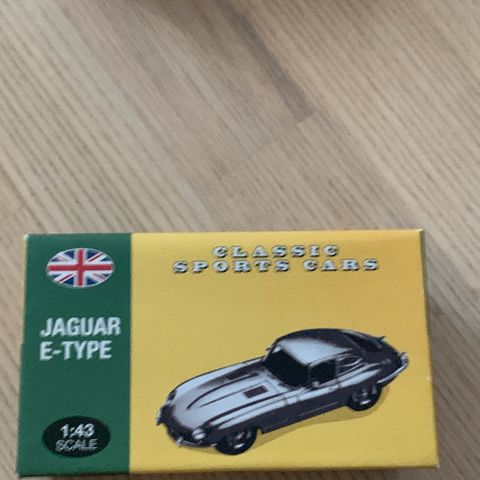 CLASSIC
SPORTS CARS
JAGUAR
E-TYPE
1:43
SCALE